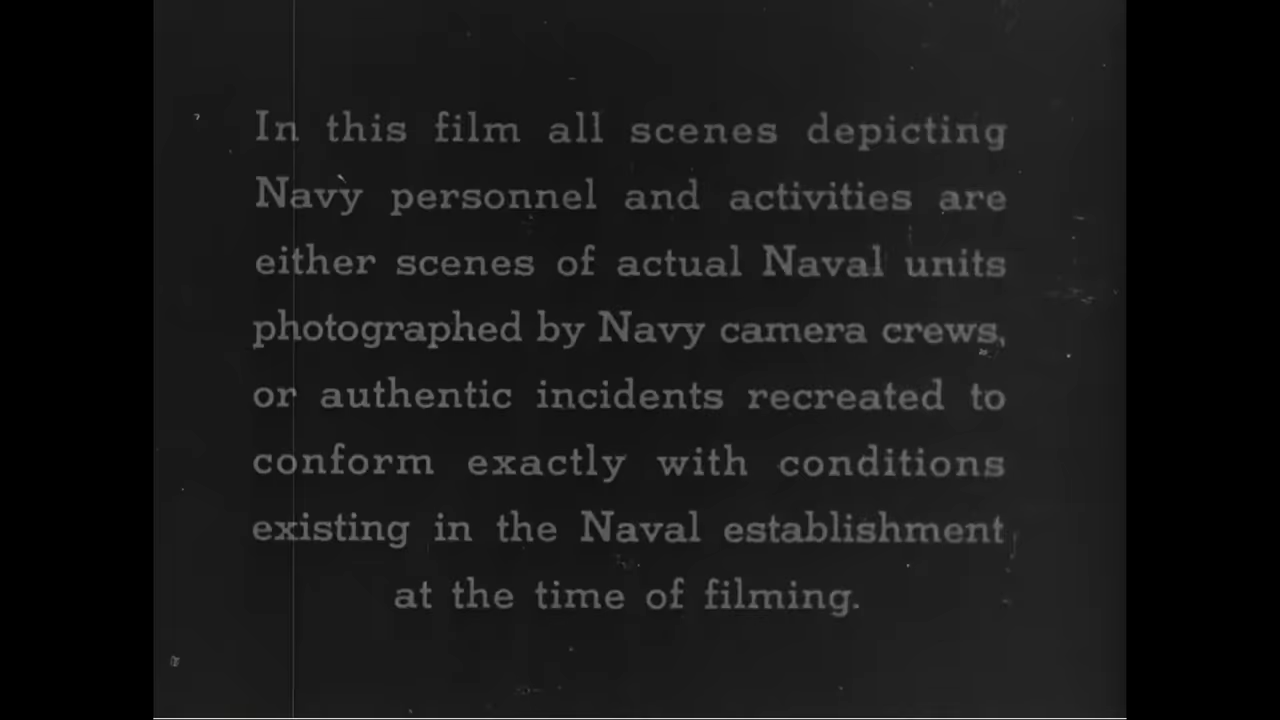 In this film all scenes depicting
Navy personnel and activities are
either scenes of actual Naval units
photographed by Navy camera crews,
or authentic incidents recreated to
conform exactly with conditions
existing in the Naval establishment
at the time of filming.